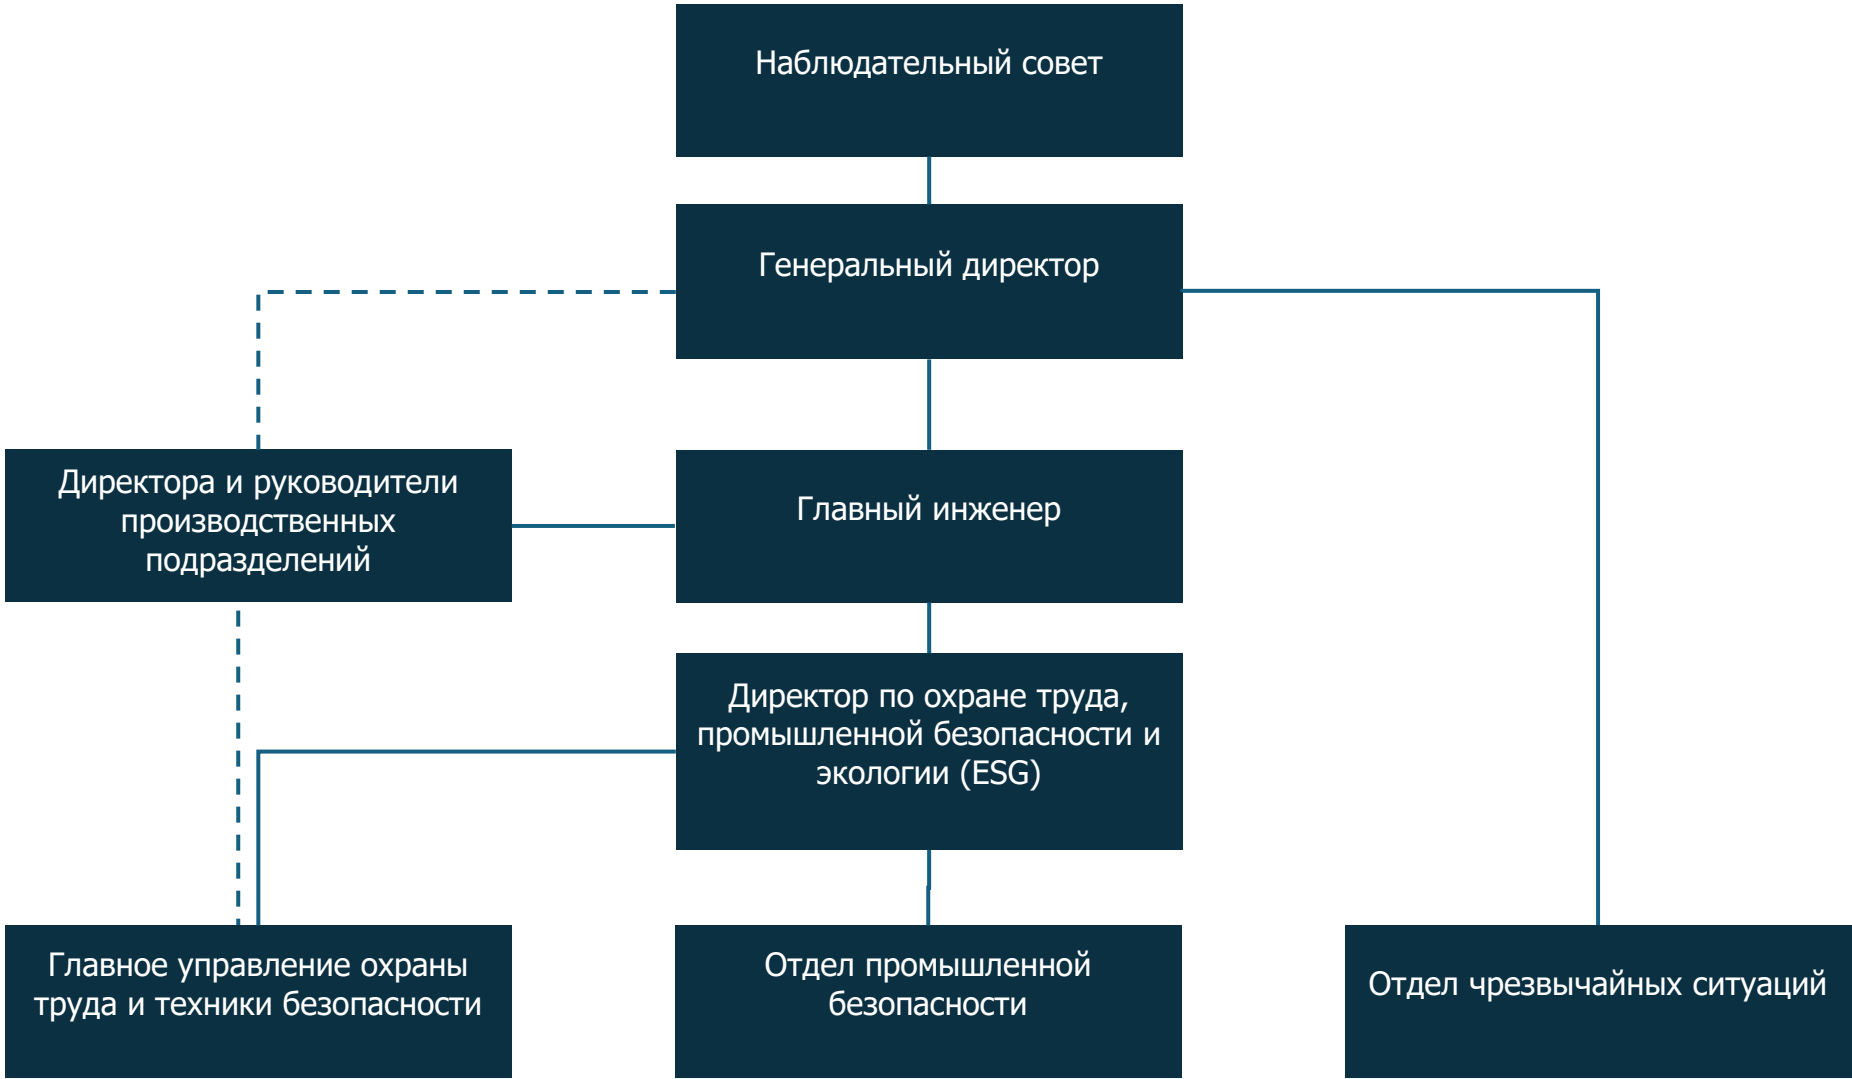 Наблюдательный совет
Генеральный директор
Директора и руководители
производственных
подразделений
Главный инженер
Директор по охране труда,
промышленной безопасности и
экологии (ESG)
Главное управление охраны
труда и техники безопасности
Отдел промышленной
безопасности
Отдел чрезвычайных ситуаций